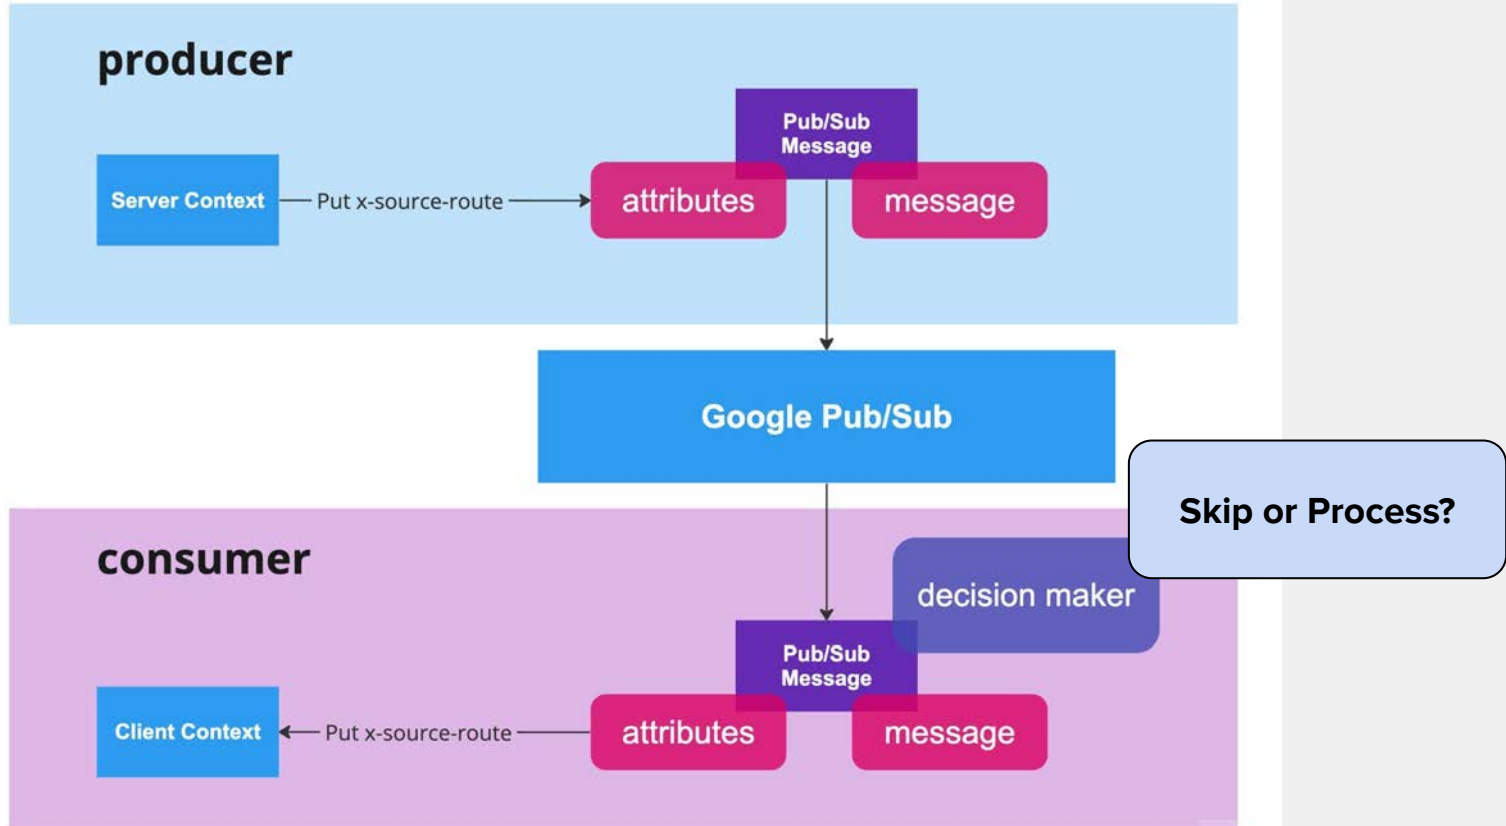 producer
Pub/Sub
Message
Server Context
Put x-source-route
attributes
message
Google Pub/Sub
Skip or Process?
consumer
decision maker
Pub/Sub
Message
Client Context
Put x-source-route
attributes
message